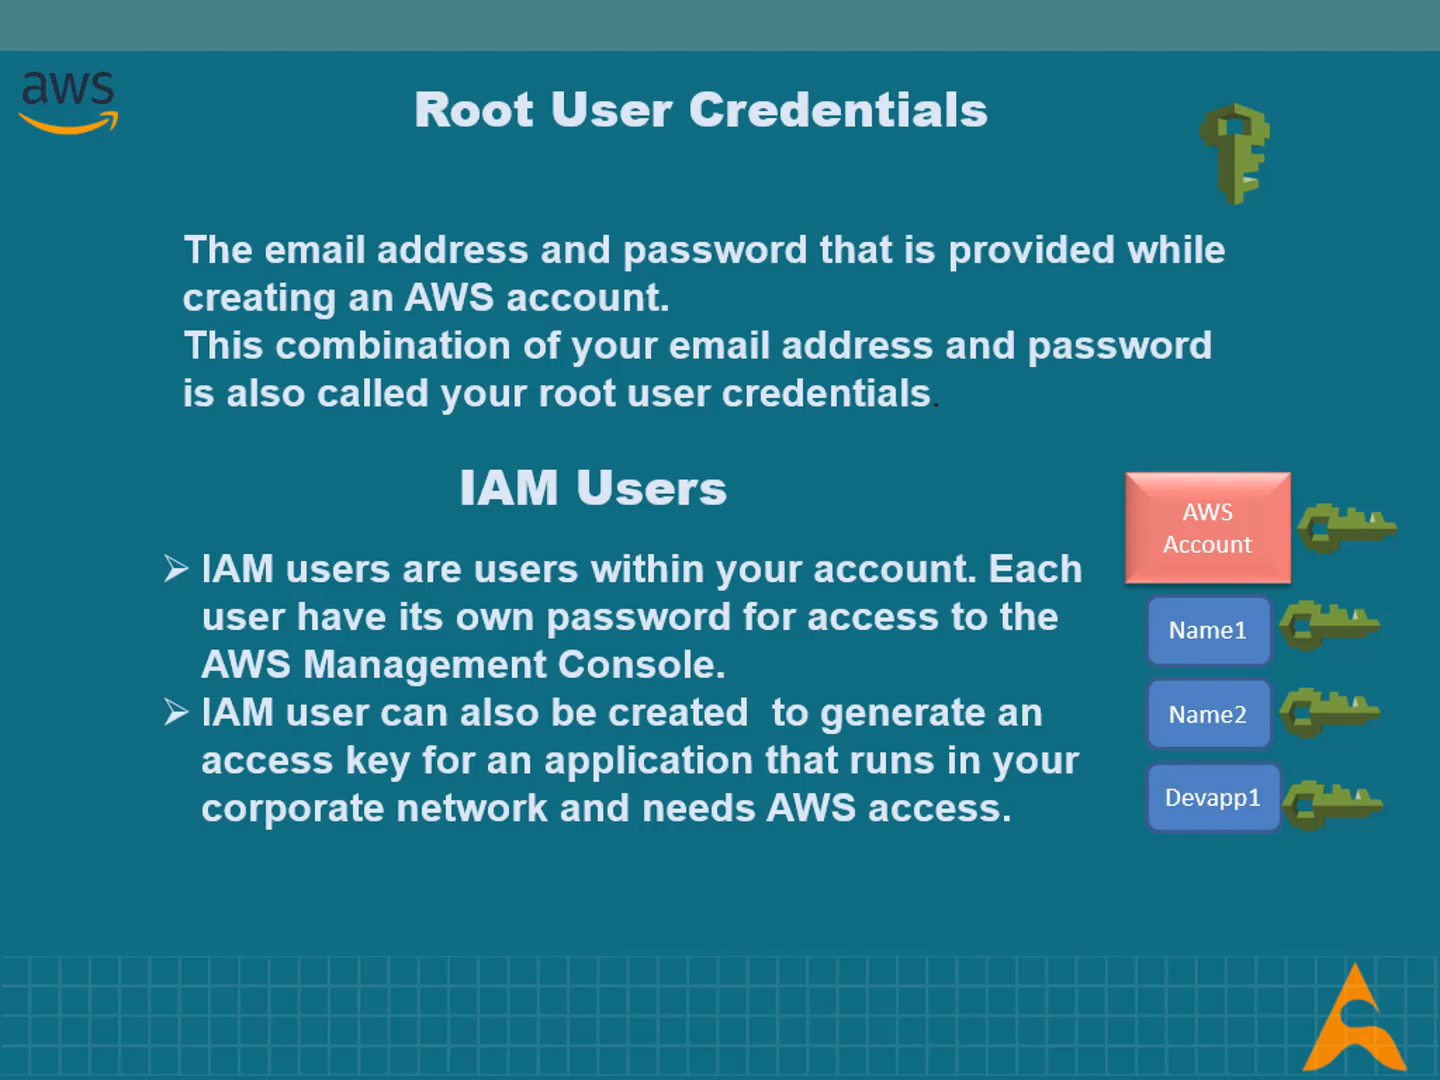 aws
Root User Credentials
The email address and password that is provided while
creating an AWS account.
This combination of your email address and password
is also called your root user credentials.
IAM Users
➢ IAM users are users within your account. Each
user have its own password for access to the
AWS Management Console.
➢ IAM user can also be created  to generate an
access key for an application that runs in your
corporate network and needs AWS access.
AWS
Account
Name1
Name2
Devapp1